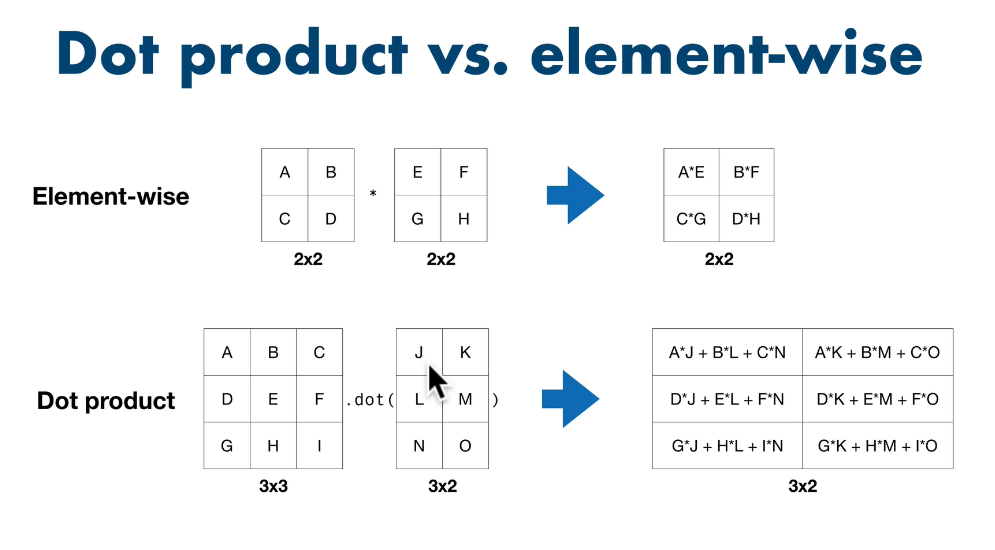 Dot product vs. element-wise
Element-wise
A B
C D
2x2
*
E F
G H
2x2
A*E B*F
C*G D*H
2x2
Dot product
A B C
D E F
G H I
3x3
.dot(
J K
L M
N O
)
3x2
A*J + B*L + C*N A*K + B*M + C*O
D*J + E*L + F*N D*K + E*M + F*O
G*J + H*L + I*N G*K + H*M + I*O
3x2